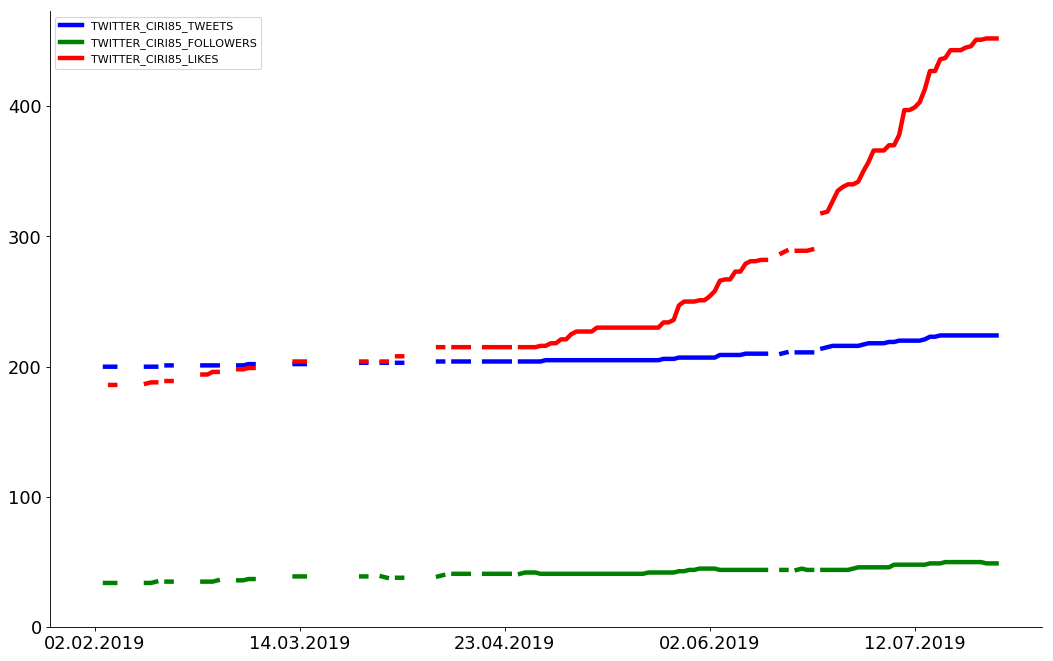 TWITTER_CIRI85_TWEETS
TWITTER_CIRI85_FOLLOWERS
TWITTER_CIRI85_LIKES
400
300
200
100
0
02.02.2019 14.03.2019 23.04.2019 02.06.2019 12.07.2019